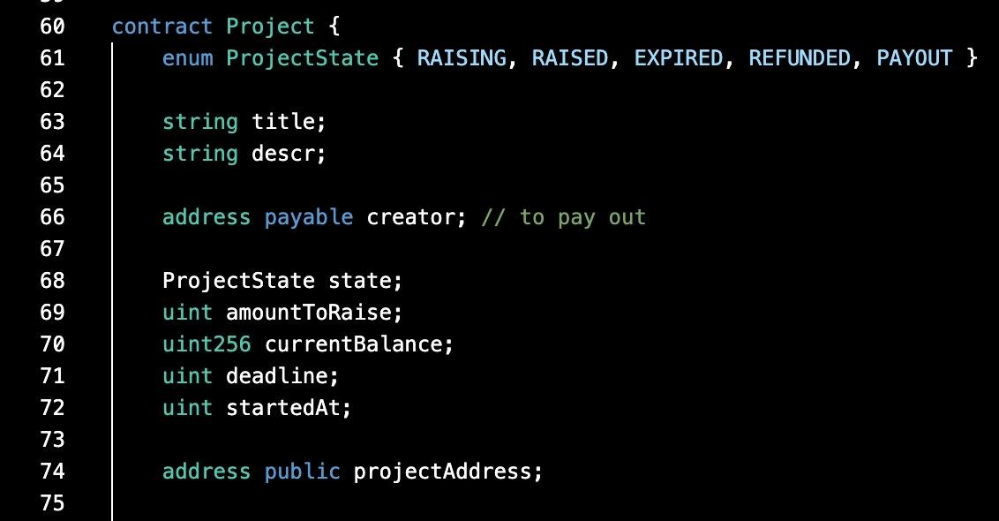 60 contract Project {
61 enum ProjectState { RAISING, RAISED, EXPIRED, REFUNDED, PAYOUT }
62
63 string title;
64 string descr;
65
66 address payable creator; // to pay out
67
68 ProjectState state;
69 uint amountToRaise;
70 uint256 currentBalance;
71 uint deadline;
72 uint startedAt;
73
74 address public projectAddress;
75